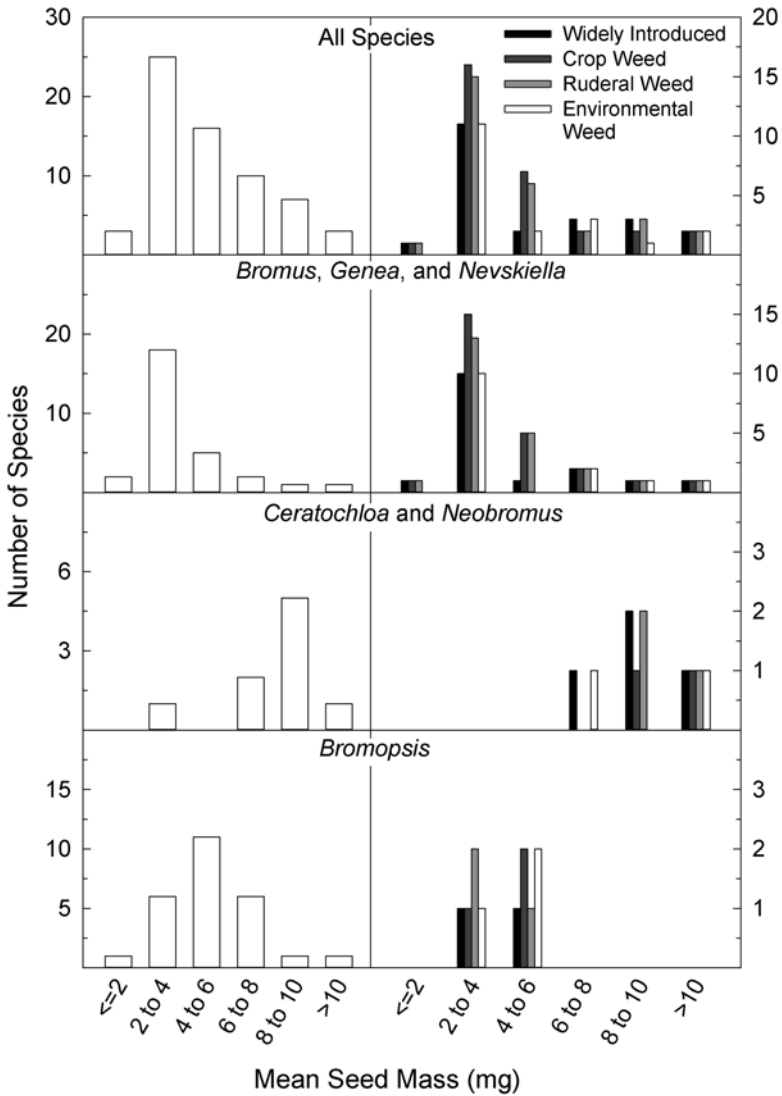 30
20
10
All Species
Widely Introduced
Crop Weed
Ruderal Weed
Environmental
Weed
20
15
10
5
Bromus, Genea, and Nevskiella
20
10
15
10
5
Ceratochloa and Neobromus
6
3
3
2
1
Bromopsis
15
10
5
3
2
1
Number of Species
<=2
2 to 4
4 to 6
6 to 8
8 to 10
>10
<=2
2 to 4
4 to 6
6 to 8
8 to 10
>10
Mean Seed Mass (mg)